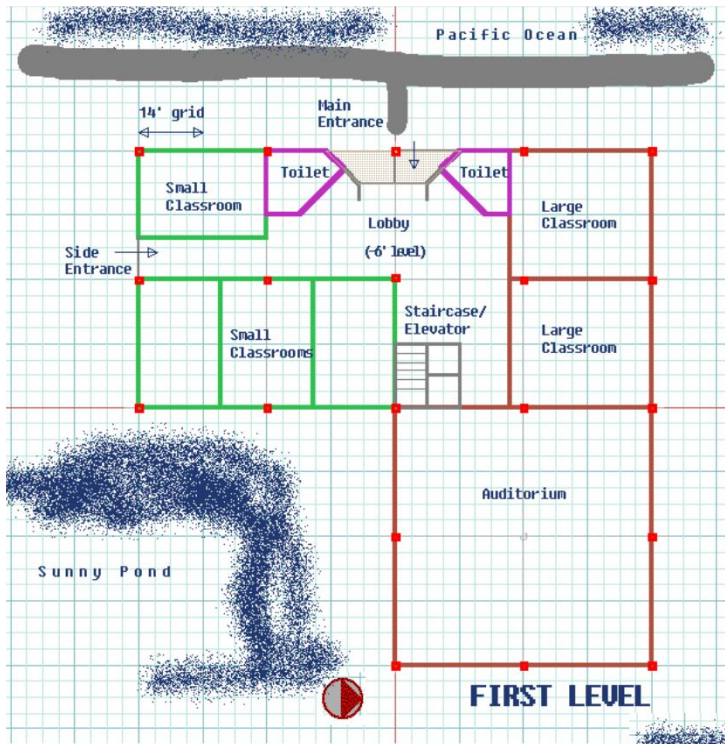 Pacific Ocean
14' grid
Main
Entrance
Toilet
Toilet
Small
Classroom
Large
Classroom
Lobby
(-6' level)
Side
Entrance
Staircase/
Elevator
Small
Classrooms
Large
Classroom
Auditorium
Sunny Pond
FIRST LEVEL